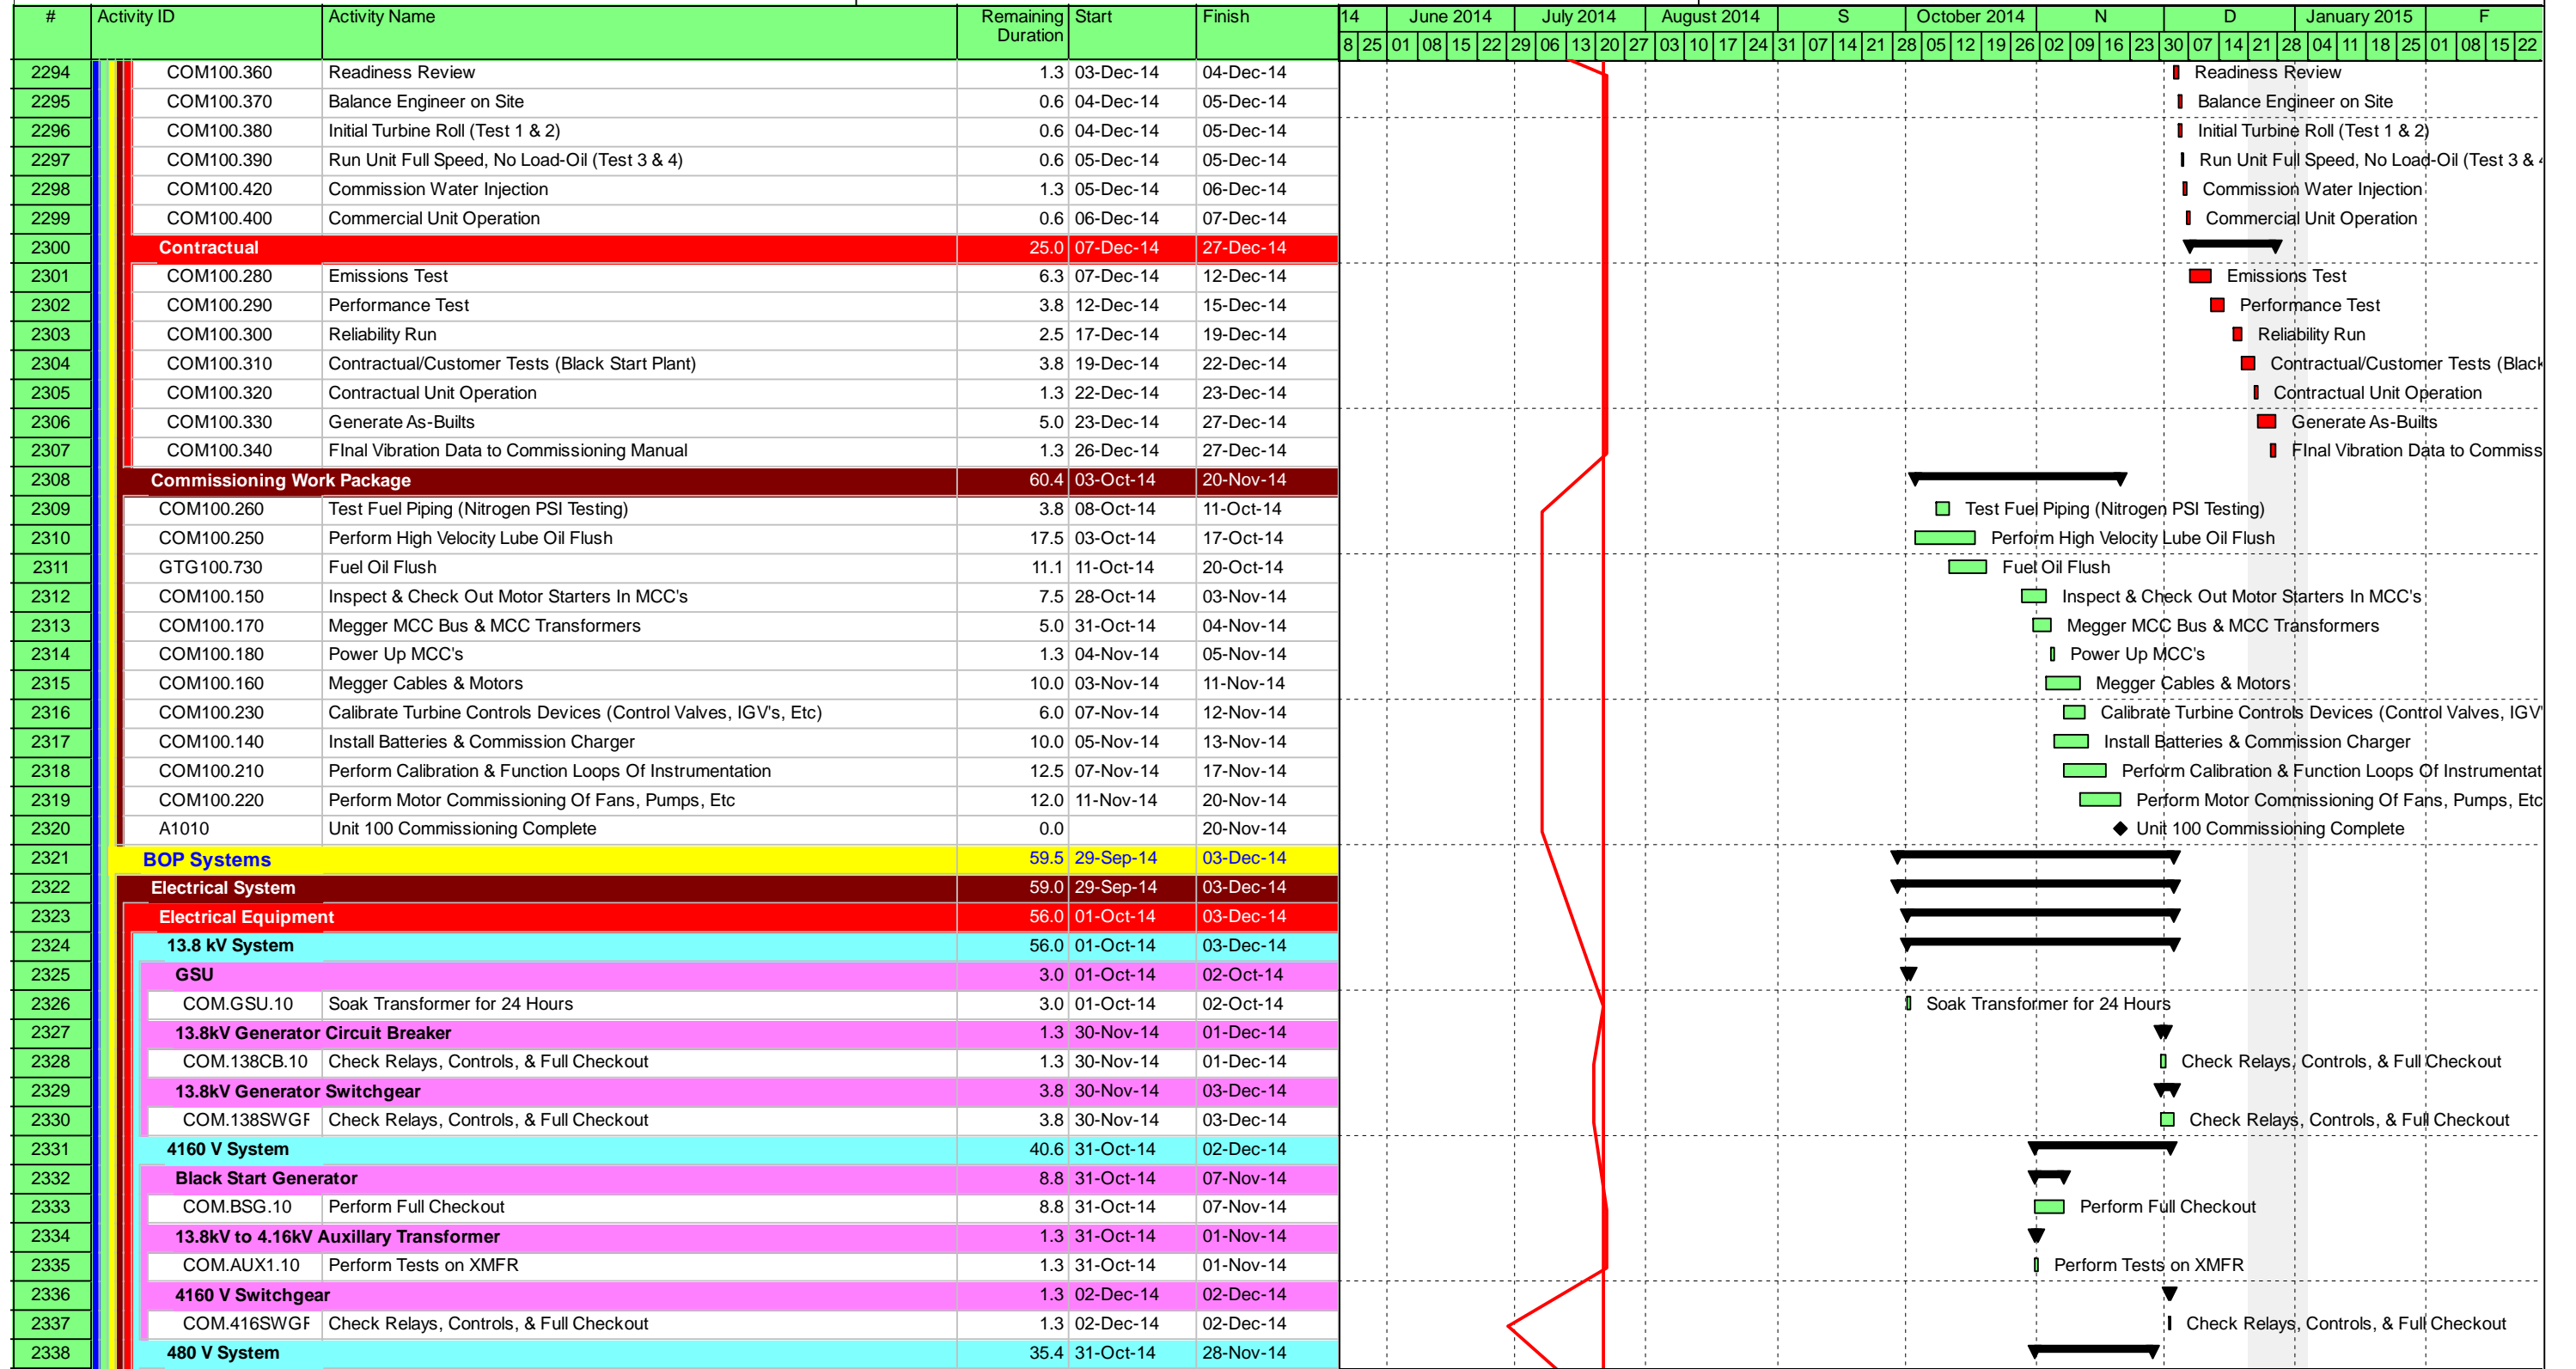 # Activity ID Activity Name Remaining Duration Start Finish 14 June 2014 July 2014 August 2014 S October 2014 N D January 2015 F
8 25 01 08 15 22 29 06 13 20 27 03 10 17 24 31 07 14 21 28 05 12 19 26 02 09 16 23 30 07 14 21 28 04 11 18 25 01 08 15 22
2294 COM100.360 Readiness Review 1.3 03-Dec-14 04-Dec-14 Readiness Review
2295 COM100.370 Balance Engineer on Site 0.6 04-Dec-14 05-Dec-14 Balance Engineer on Site
2296 COM100.380 Initial Turbine Roll (Test 1 & 2) 0.6 04-Dec-14 05-Dec-14 Initial Turbine Roll (Test 1 & 2)
2297 COM100.390 Run Unit Full Speed, No Load-Oil (Test 3 & 4) 0.6 05-Dec-14 05-Dec-14 Run Unit Full Speed, No Load-Oil (Test 3 &
2298 COM100.420 Commission Water Injection 1.3 05-Dec-14 06-Dec-14 Commission Water Injection
2299 COM100.400 Commercial Unit Operation 0.6 06-Dec-14 07-Dec-14 Commercial Unit Operation
2300 Contractual 25.0 07-Dec-14 27-Dec-14
2301 COM100.280 Emissions Test 6.3 07-Dec-14 12-Dec-14 Emissions Test
2302 COM100.290 Performance Test 3.8 12-Dec-14 15-Dec-14 Performance Test
2303 COM100.300 Reliability Run 2.5 17-Dec-14 19-Dec-14 Reliability Run
2304 COM100.310 Contractual/Customer Tests (Black Start Plant) 3.8 19-Dec-14 22-Dec-14 Contractual/Customer Tests (Black
2305 COM100.320 Contractual Unit Operation 1.3 22-Dec-14 23-Dec-14 Contractual Unit Operation
2306 COM100.330 Generate As-Builts 5.0 23-Dec-14 27-Dec-14 Generate As-Builts
2307 COM100.340 FInal Vibration Data to Commissioning Manual 1.3 26-Dec-14 27-Dec-14 FInal Vibration Data to Commiss
2308 Commissioning Work Package 60.4 03-Oct-14 20-Nov-14
2309 COM100.260 Test Fuel Piping (Nitrogen PSI Testing) 3.8 08-Oct-14 11-Oct-14 Test Fuel Piping (Nitrogen PSI Testing)
2310 COM100.250 Perform High Velocity Lube Oil Flush 17.5 03-Oct-14 17-Oct-14 Perform High Velocity Lube Oil Flush
2311 GTG100.730 Fuel Oil Flush 11.1 11-Oct-14 20-Oct-14 Fuel Oil Flush
2312 COM100.150 Inspect & Check Out Motor Starters In MCC's 7.5 28-Oct-14 03-Nov-14 Inspect & Check Out Motor Starters In MCC's
2313 COM100.170 Megger MCC Bus & MCC Transformers 5.0 31-Oct-14 04-Nov-14 Megger MCC Bus & MCC Transformers
2314 COM100.180 Power Up MCC's 1.3 04-Nov-14 05-Nov-14 Power Up MCC's
2315 COM100.160 Megger Cables & Motors 10.0 03-Nov-14 11-Nov-14 Megger Cables & Motors
2316 COM100.230 Calibrate Turbine Controls Devices (Control Valves, IGV's, Etc) 6.0 07-Nov-14 12-Nov-14 Calibrate Turbine Controls Devices (Control Valves, IGV'
2317 COM100.140 Install Batteries & Commission Charger 10.0 05-Nov-14 13-Nov-14 Install Batteries & Commission Charger
2318 COM100.210 Perform Calibration & Function Loops Of Instrumentation 12.5 07-Nov-14 17-Nov-14 Perform Calibration & Function Loops Of Instrumentat
2319 COM100.220 Perform Motor Commissioning Of Fans, Pumps, Etc 12.0 11-Nov-14 20-Nov-14 Perform Motor Commissioning Of Fans, Pumps, Etc
2320 A1010 Unit 100 Commissioning Complete 0.0 20-Nov-14 Unit 100 Commissioning Complete
2321 BOP Systems 59.5 29-Sep-14 03-Dec-14
2322 Electrical System 59.0 29-Sep-14 03-Dec-14
2323 Electrical Equipment 56.0 01-Oct-14 03-Dec-14
2324 13.8 kV System 56.0 01-Oct-14 03-Dec-14
2325 GSU 3.0 01-Oct-14 02-Oct-14
2326 COM.GSU.10 Soak Transformer for 24 Hours 3.0 01-Oct-14 02-Oct-14 Soak Transformer for 24 Hours
2327 13.8kV Generator Circuit Breaker 1.3 30-Nov-14 01-Dec-14
2328 COM.138CB.10 Check Relays, Controls, & Full Checkout 1.3 30-Nov-14 01-Dec-14 Check Relays, Controls, & Full Checkout
2329 13.8kV Generator Switchgear 3.8 30-Nov-14 03-Dec-14
2330 COM.138SWGF Check Relays, Controls, & Full Checkout 3.8 30-Nov-14 03-Dec-14 Check Relays, Controls, & Full Checkout
2331 4160 V System 40.6 31-Oct-14 02-Dec-14
2332 Black Start Generator 8.8 31-Oct-14 07-Nov-14
2333 COM.BSG.10 Perform Full Checkout 8.8 31-Oct-14 07-Nov-14 Perform Full Checkout
2334 13.8kV to 4.16kV Auxillary Transformer 1.3 31-Oct-14 01-Nov-14
2335 COM.AUX1.10 Perform Tests on XMFR 1.3 31-Oct-14 01-Nov-14 Perform Tests on XMFR
2336 4160 V Switchgear 1.3 02-Dec-14 02-Dec-14
2337 COM.416SWGF Check Relays, Controls, & Full Checkout 1.3 02-Dec-14 02-Dec-14 Check Relays, Controls, & Full Checkout
2338 480 V System 35.4 31-Oct-14 28-Nov-14